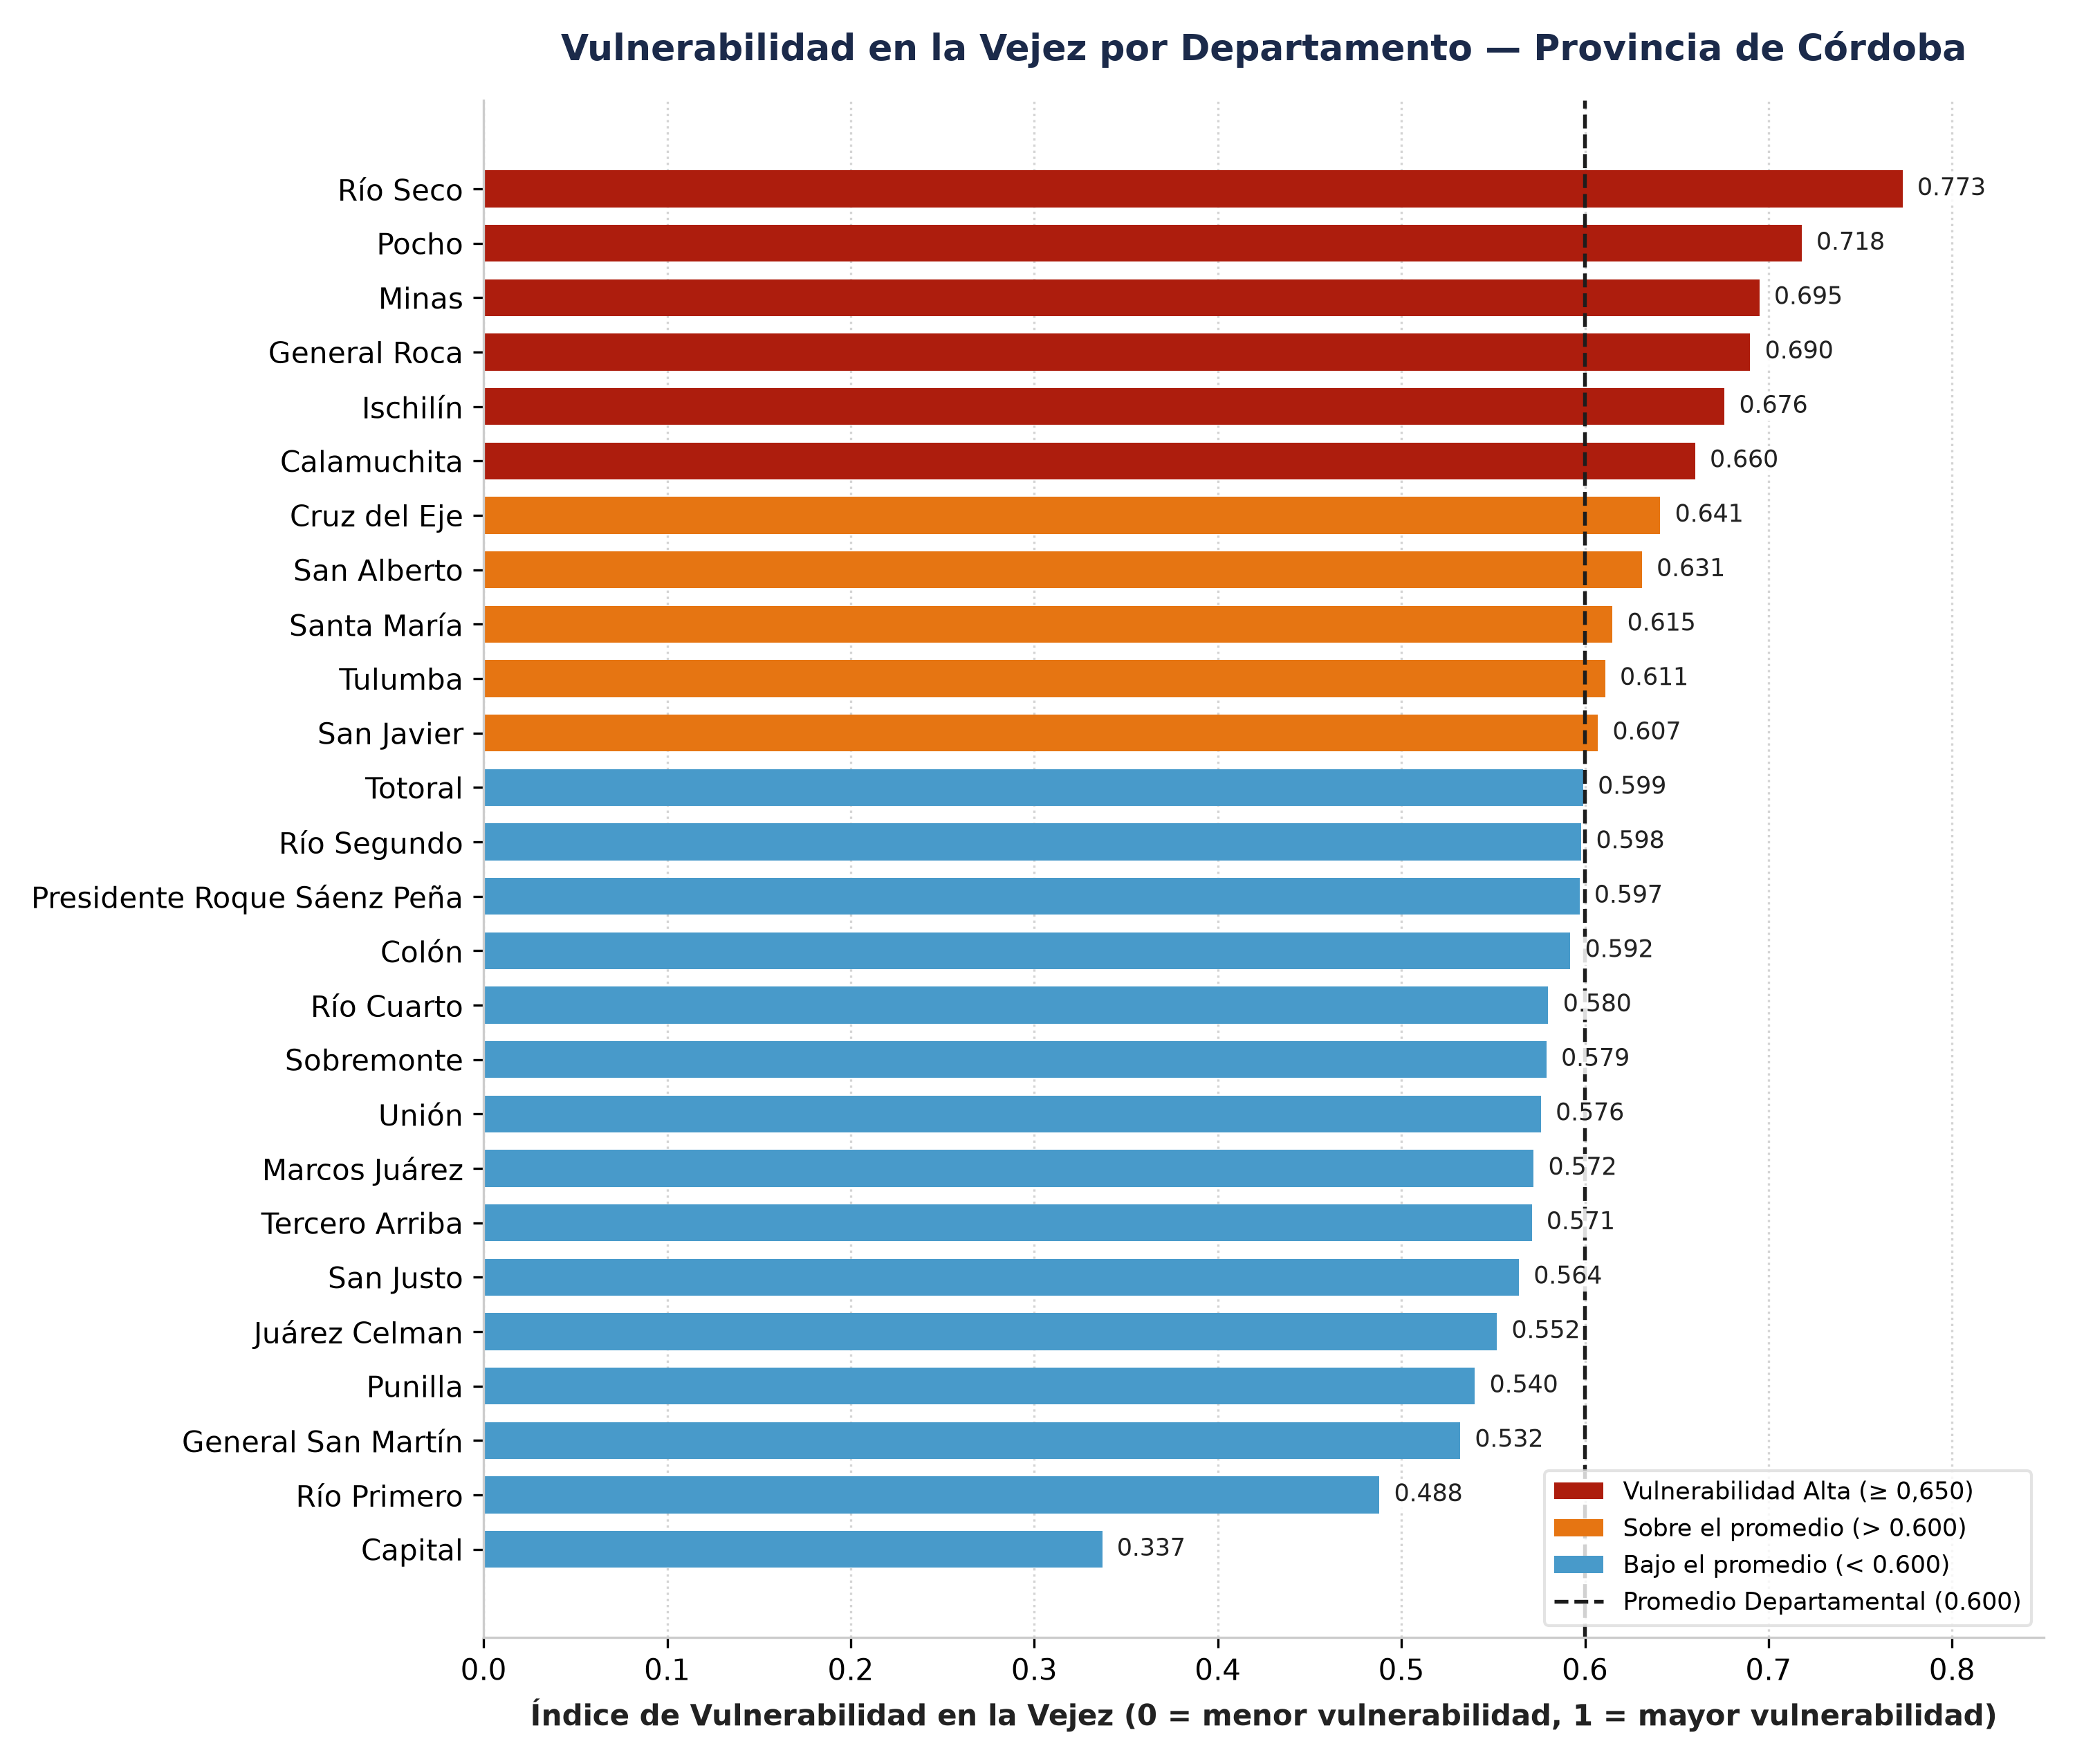 Vulnerabilidad en la Vejez por Departamento — Provincia de Córdoba
Río Seco 0.773
Pocho 0.718
Minas 0.695
General Roca 0.690
Ischilín 0.676
Calamuchita 0.660
Cruz del Eje 0.641
San Alberto 0.631
Santa María 0.615
Tulumba 0.611
San Javier 0.607
Totoral 0.599
Río Segundo 0.598
Presidente Roque Sáenz Peña 0.597
Colón 0.592
Río Cuarto 0.580
Sobremonte 0.579
Unión 0.576
Marcos Juárez 0.572
Tercero Arriba 0.571
San Justo 0.564
Juárez Celman 0.552
Punilla 0.540
General San Martín 0.532
Río Primero 0.488
Capital 0.337
Vulnerabilidad Alta (≥ 0,650)
Sobre el promedio (> 0.600)
Bajo el promedio (< 0.600)
Promedio Departamental (0.600)
0.0 0.1 0.2 0.3 0.4 0.5 0.6 0.7 0.8
Índice de Vulnerabilidad en la Vejez (0 = menor vulnerabilidad, 1 = mayor vulnerabilidad)